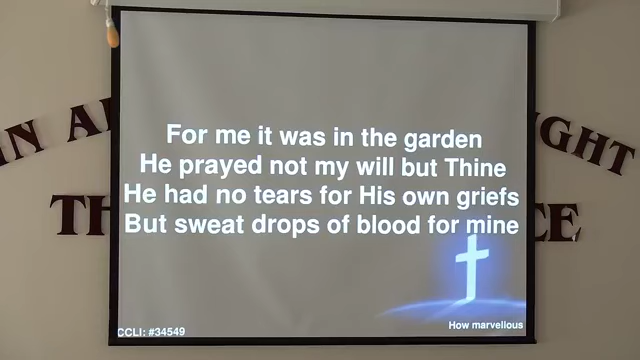 For me it was in the garden
He prayed not my will but Thine
He had no tears for His own griefs
But sweat drops of blood for mine
CCLI: #34549
How marvellous